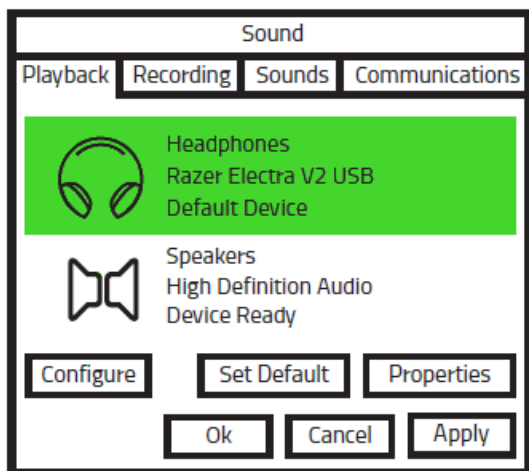 Sound
Playback Recording Sounds Communications
Headphones
Razer Electra V2 USB
Default Device
Speakers
High Definition Audio
Device Ready
Configure Set Default Properties
Ok Cancel Apply